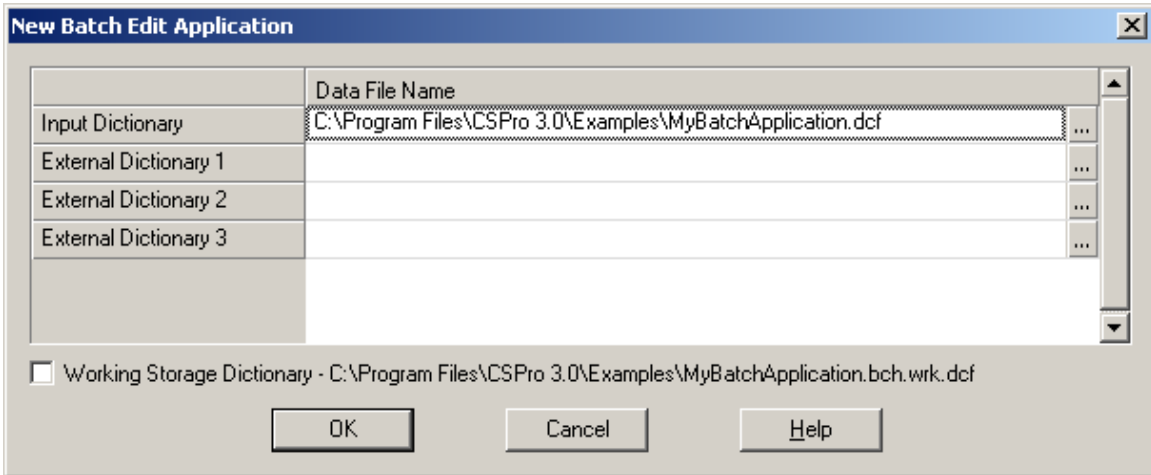 New Batch Edit Application
Data File Name
Input Dictionary C:\Program Files\CSPro 3.0\Examples\MyBatchApplication.dcf ...
External Dictionary 1 ...
External Dictionary 2 ...
External Dictionary 3 ...
Working Storage Dictionary - C:\Program Files\CSPro 3.0\Examples\MyBatchApplication.bch.wrk.dcf
OK Cancel Help